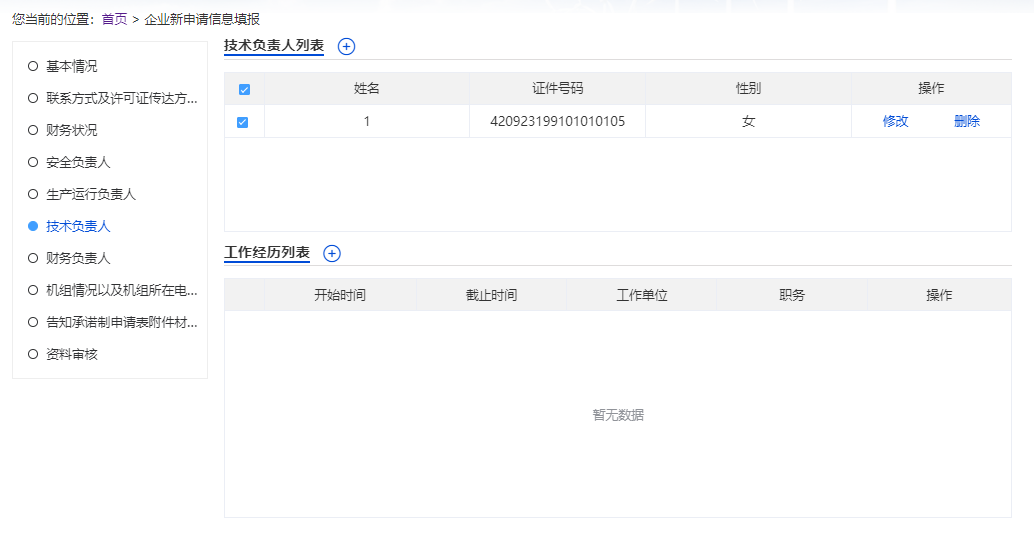 您当前的位置：首页 > 企业新申请信息填报
基本情况
联系方式及许可证传达方...
财务状况
安全负责人
生产运行负责人
技术负责人
财务负责人
机组情况以及机组所在电...
告知承诺制申请表附件材...
资料审核
技术负责人列表
姓名 证件号码 性别 操作
1 420923199101010105 女 修改 删除
工作经历列表
开始时间 截止时间 工作单位 职务 操作
暂无数据